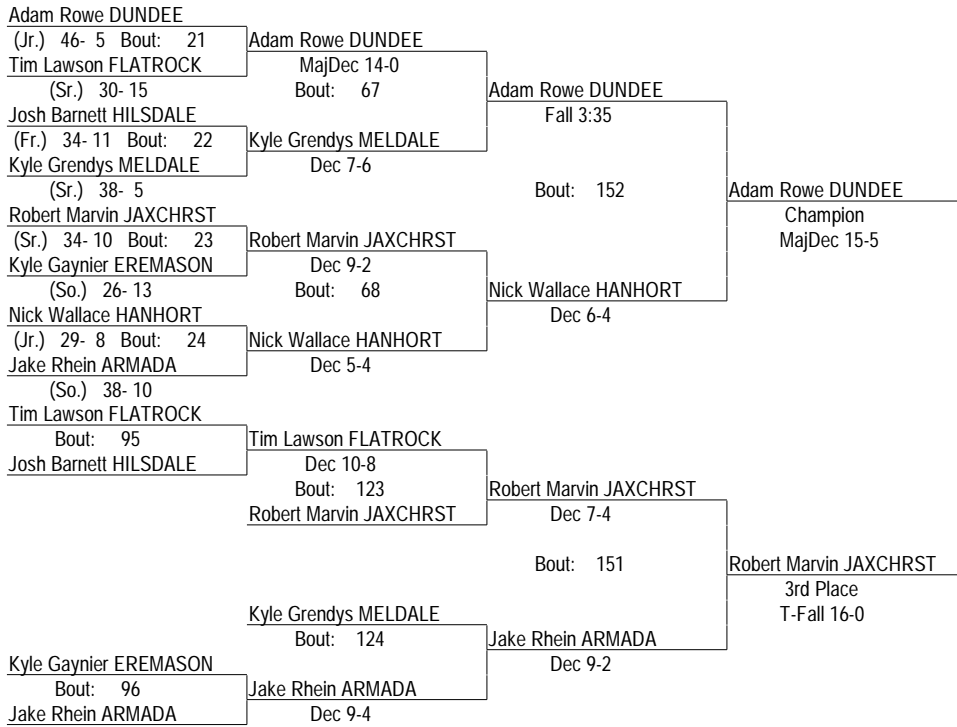 Adam Rowe DUNDEE
(Jr.) 46- 5 Bout: 21
Adam Rowe DUNDEE
Tim Lawson FLATROCK
MajDec 14-0
(Sr.) 30- 15
Bout: 67
Adam Rowe DUNDEE
Josh Barnett HILSDALE
Fall 3:35
(Fr.) 34- 11 Bout: 22
Kyle Grendys MELDALE
Kyle Grendys MELDALE
Dec 7-6
(Sr.) 38- 5
Bout: 152
Adam Rowe DUNDEE
Robert Marvin JAXCHRST
Champion
(Sr.) 34- 10 Bout: 23
Robert Marvin JAXCHRST
MajDec 15-5
Kyle Gaynier EREMASON
Dec 9-2
(So.) 26- 13
Bout: 68
Nick Wallace HANHORT
Nick Wallace HANHORT
Dec 6-4
(Jr.) 29- 8 Bout: 24
Nick Wallace HANHORT
Jake Rhein ARMADA
Dec 5-4
(So.) 38- 10
Tim Lawson FLATROCK
Bout: 95
Tim Lawson FLATROCK
Josh Barnett HILSDALE
Dec 10-8
Bout: 123
Robert Marvin JAXCHRST
Robert Marvin JAXCHRST
Dec 7-4
Bout: 151
Robert Marvin JAXCHRST
3rd Place
Kyle Grendys MELDALE
T-Fall 16-0
Bout: 124
Jake Rhein ARMADA
Kyle Gaynier EREMASON
Dec 9-2
Bout: 96
Jake Rhein ARMADA
Jake Rhein ARMADA
Dec 9-4